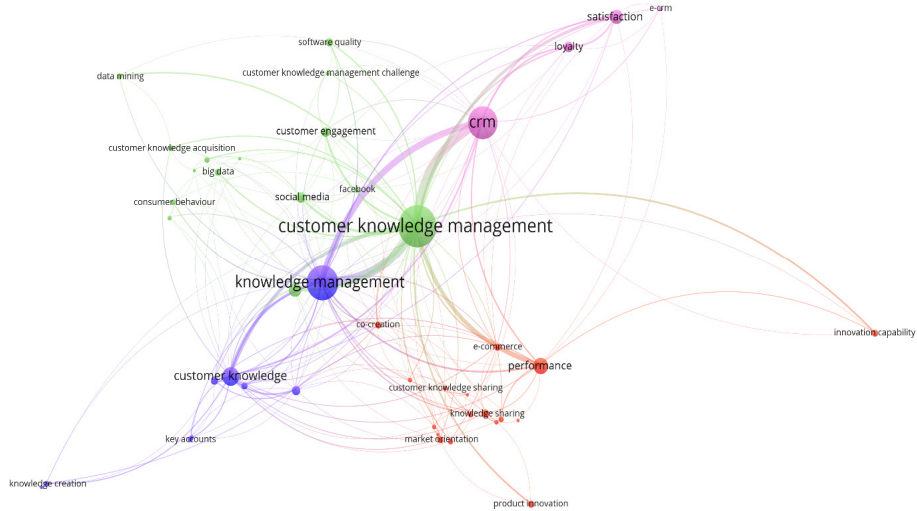 e-crm
satisfaction
software quality
loyalty
customer knowledge management challenge
data mining
crm
customer engagement
customer knowledge acquisition
big data
facebook
social media
consumer behaviour
customer knowledge management
knowledge management
co-creation
innovation capability
e-commerce
performance
customer knowledge
customer knowledge sharing
knowledge sharing
key accounts
market orientation
knowledge creation
product innovation